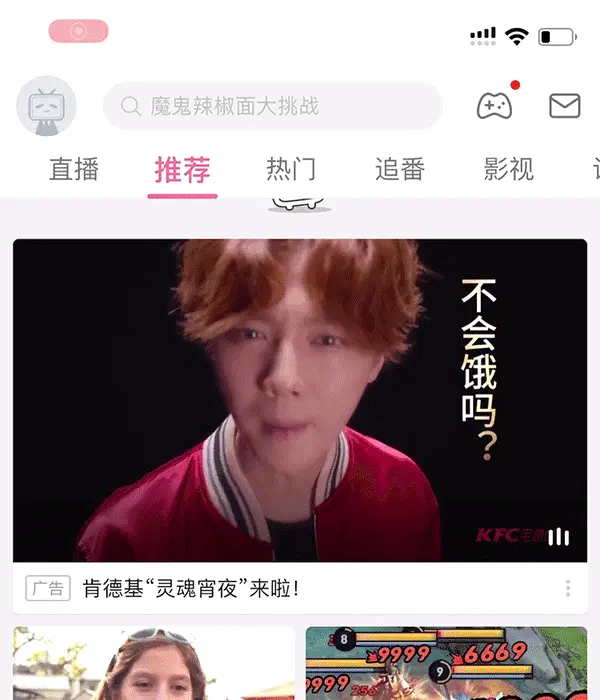 魔鬼辣椒面大挑战
直播 推荐 热门 追番 影视
不会饿吗？
KFC宅急
广告 肯德基“灵魂宵夜”来啦！
8
9999 6669
9
9999 256